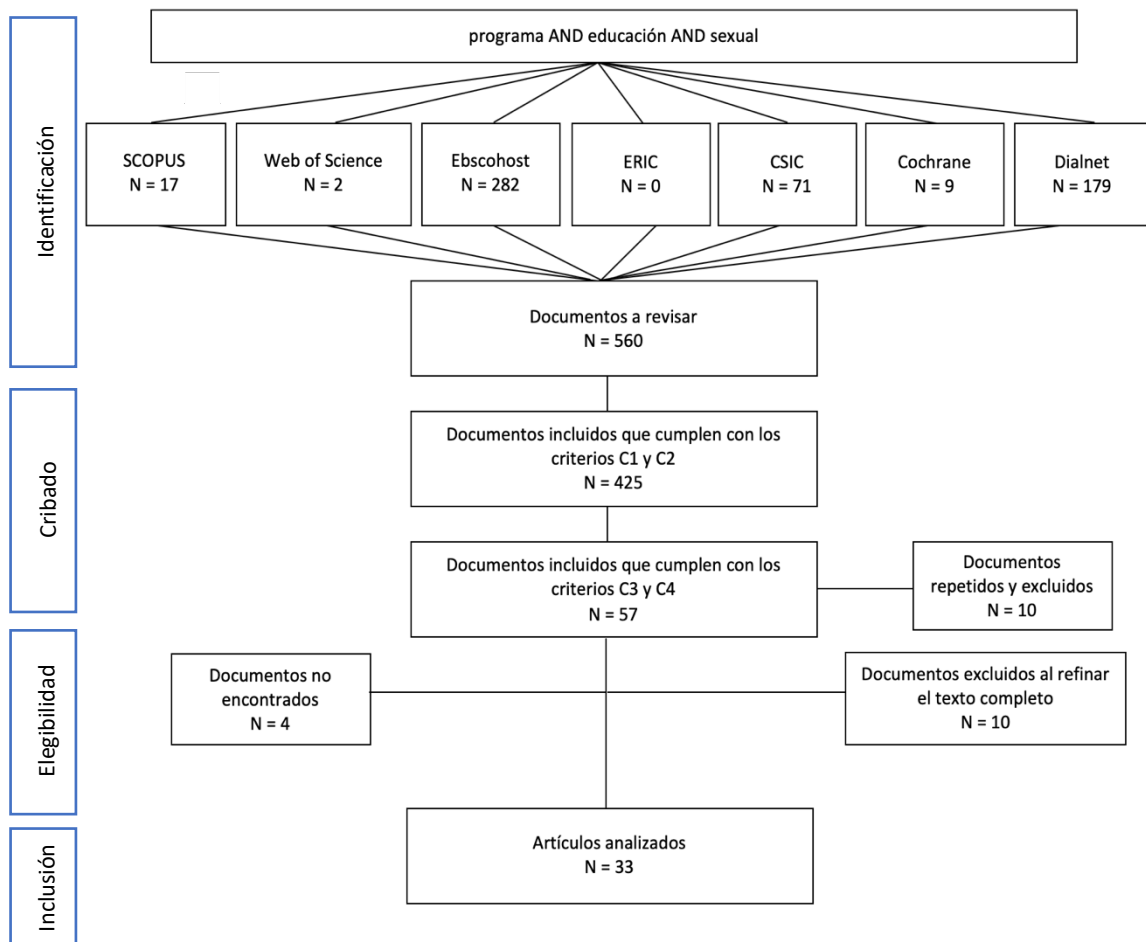 programa AND educación AND sexual
Identificación
SCOPUS
N = 17
Web of Science
N = 2
Ebscohost
N = 282
ERIC
N = 0
CSIC
N = 71
Cochrane
N = 9
Dialnet
N = 179
Documentos a revisar
N = 560
Cribado
Documentos incluidos que cumplen con los
criterios C1 y C2
N = 425
Documentos incluidos que cumplen con los
criterios C3 y C4
N = 57
Documentos
repetidos y excluidos
N = 10
Elegibilidad
Documentos no
encontrados
N = 4
Documentos excluidos al refinar
el texto completo
N = 10
Inclusión
Artículos analizados
N = 33